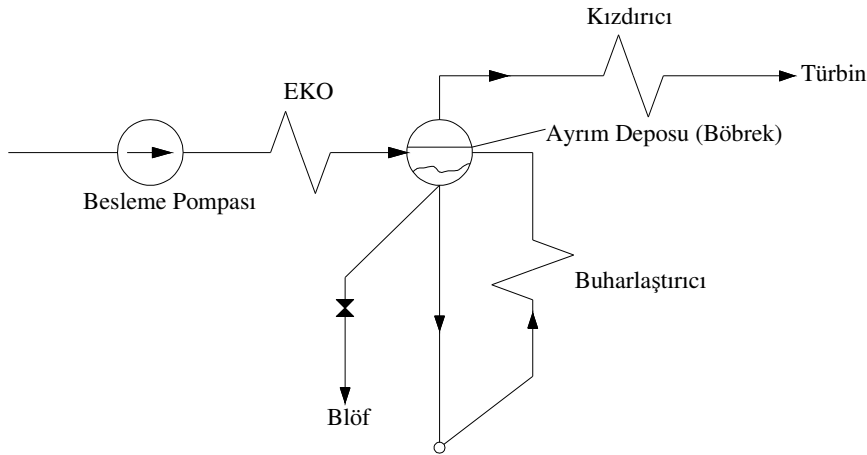 Kızdırıcı
Türbin
EKO
Ayrım Deposu (Böbrek)
Besleme Pompası
Buharlaştırıcı
Blöf